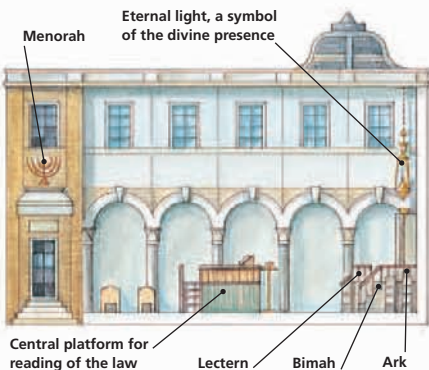 Eternal light, a symbol
of the divine presence
Menorah
Central platform for
reading of the law
Lectern
Bimah
Ark